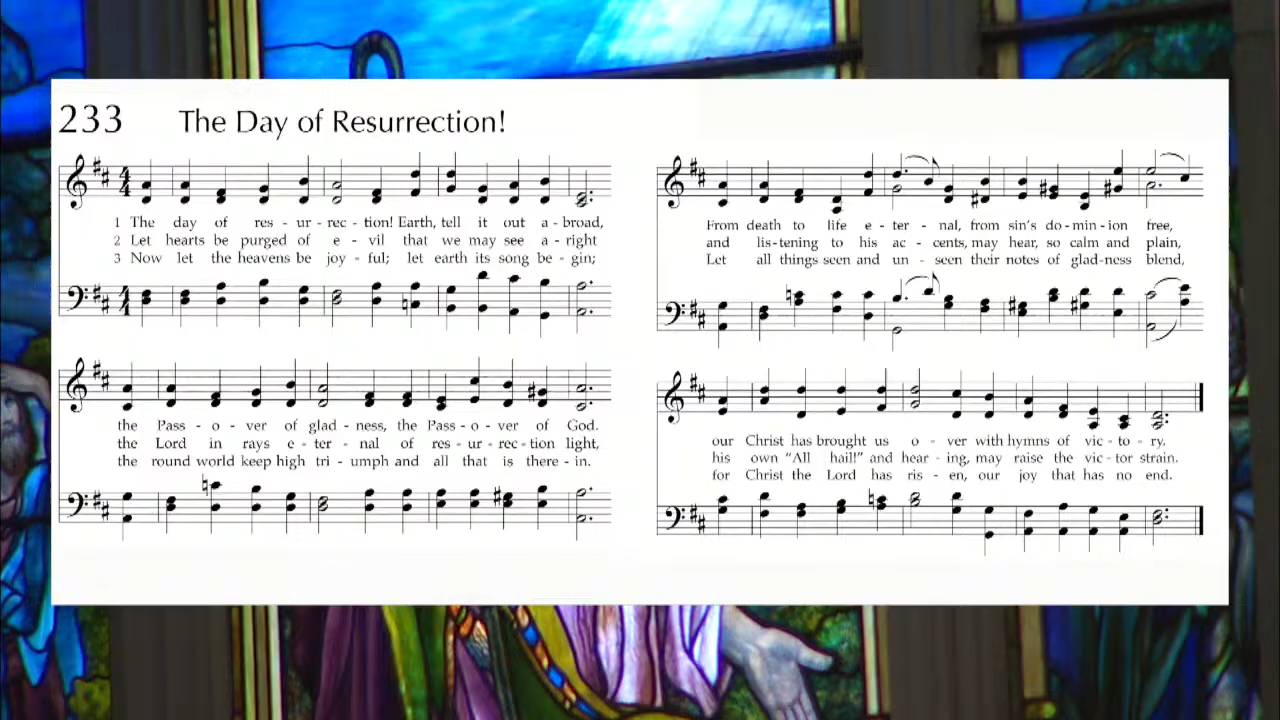 233 The Day of Resurrection!
1 The day of res - ur - rec - tion! Earth, tell it out a - broad,
2 Let hearts be purged of e - vil that we may see a - right
3 Now let the heavens be joy - ful; let earth its song be - gin;
the Pass - o - ver of glad - ness, the Pass - o - ver of God.
the Lord in rays e - ter - nal of res - ur - rec - tion light,
the round world keep high tri - umph and all that is there - in.
From death to life e - ter - nal, from sin's do - min - ion free,
and lis - tening to his ac - cents, may hear, so calm and plain,
Let all things seen and un - seen their notes of glad - ness blend,
our Christ has brought us o - ver with hymns of vic - to - ry.
his own “All hail!” and hear - ing, may raise the vic - tor strain.
for Christ the Lord has ris - en, our joy that has no end.